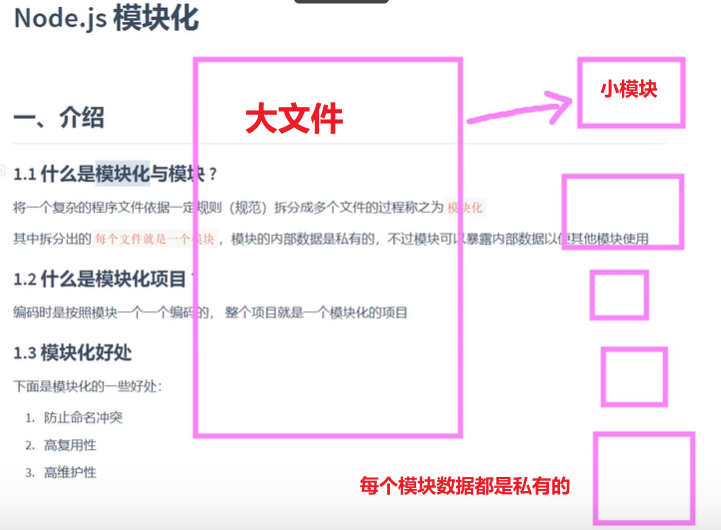 Node.js 模块化
大文件
小模块
一、介绍
1.1 什么是模块化与模块 ?
将一个复杂的程序文件依据一定规则（规范）拆分成多个文件的过程称之为 模块化
其中拆分出的 每个文件就是一个模块 ，模块的内部数据是私有的，不过模块可以暴露内部数据以便其他模块使用
1.2 什么是模块化项目 ?
编码时是按照模块一个一个编码的， 整个项目就是一个模块化的项目
1.3 模块化好处
下面是模块化的一些好处：
1. 防止命名冲突
2. 高复用性
3. 高维护性
每个模块数据都是私有的